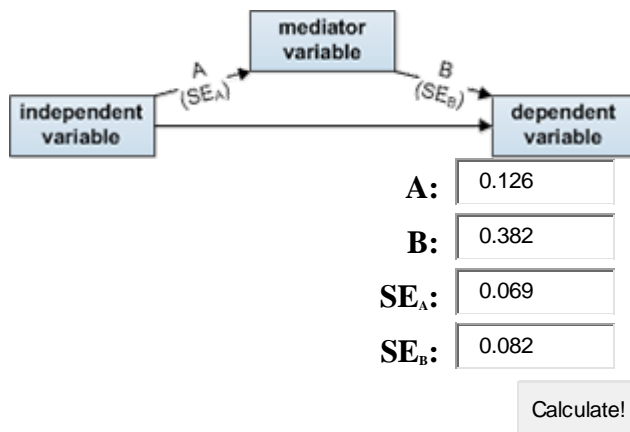 mediator
variable
A
(SEA)
B
(SEB)
independent
variable
dependent
variable
A: 0.126
B: 0.382
SEA: 0.069
SEB: 0.082
Calculate!